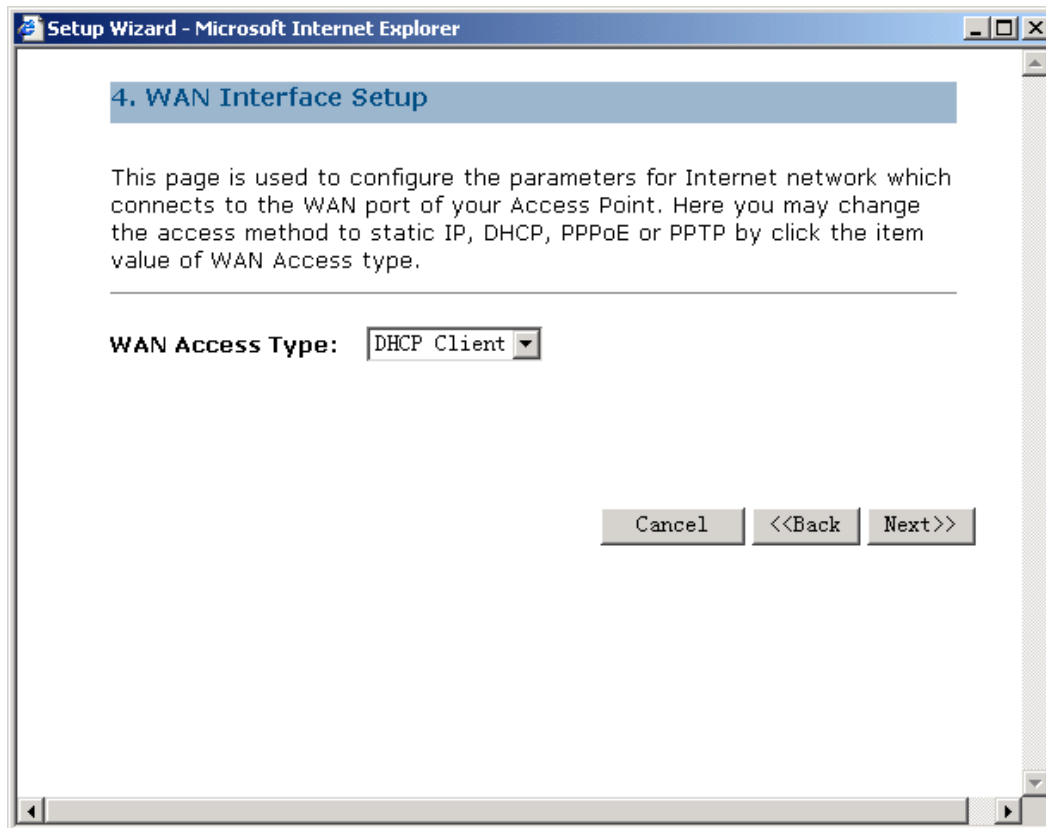 Setup Wizard - Microsoft Internet Explorer
4. WAN Interface Setup
This page is used to configure the parameters for Internet network which
connects to the WAN port of your Access Point. Here you may change
the access method to static IP, DHCP, PPPoE or PPTP by click the item
value of WAN Access type.
WAN Access Type: DHCP Client
Cancel <<Back Next>>